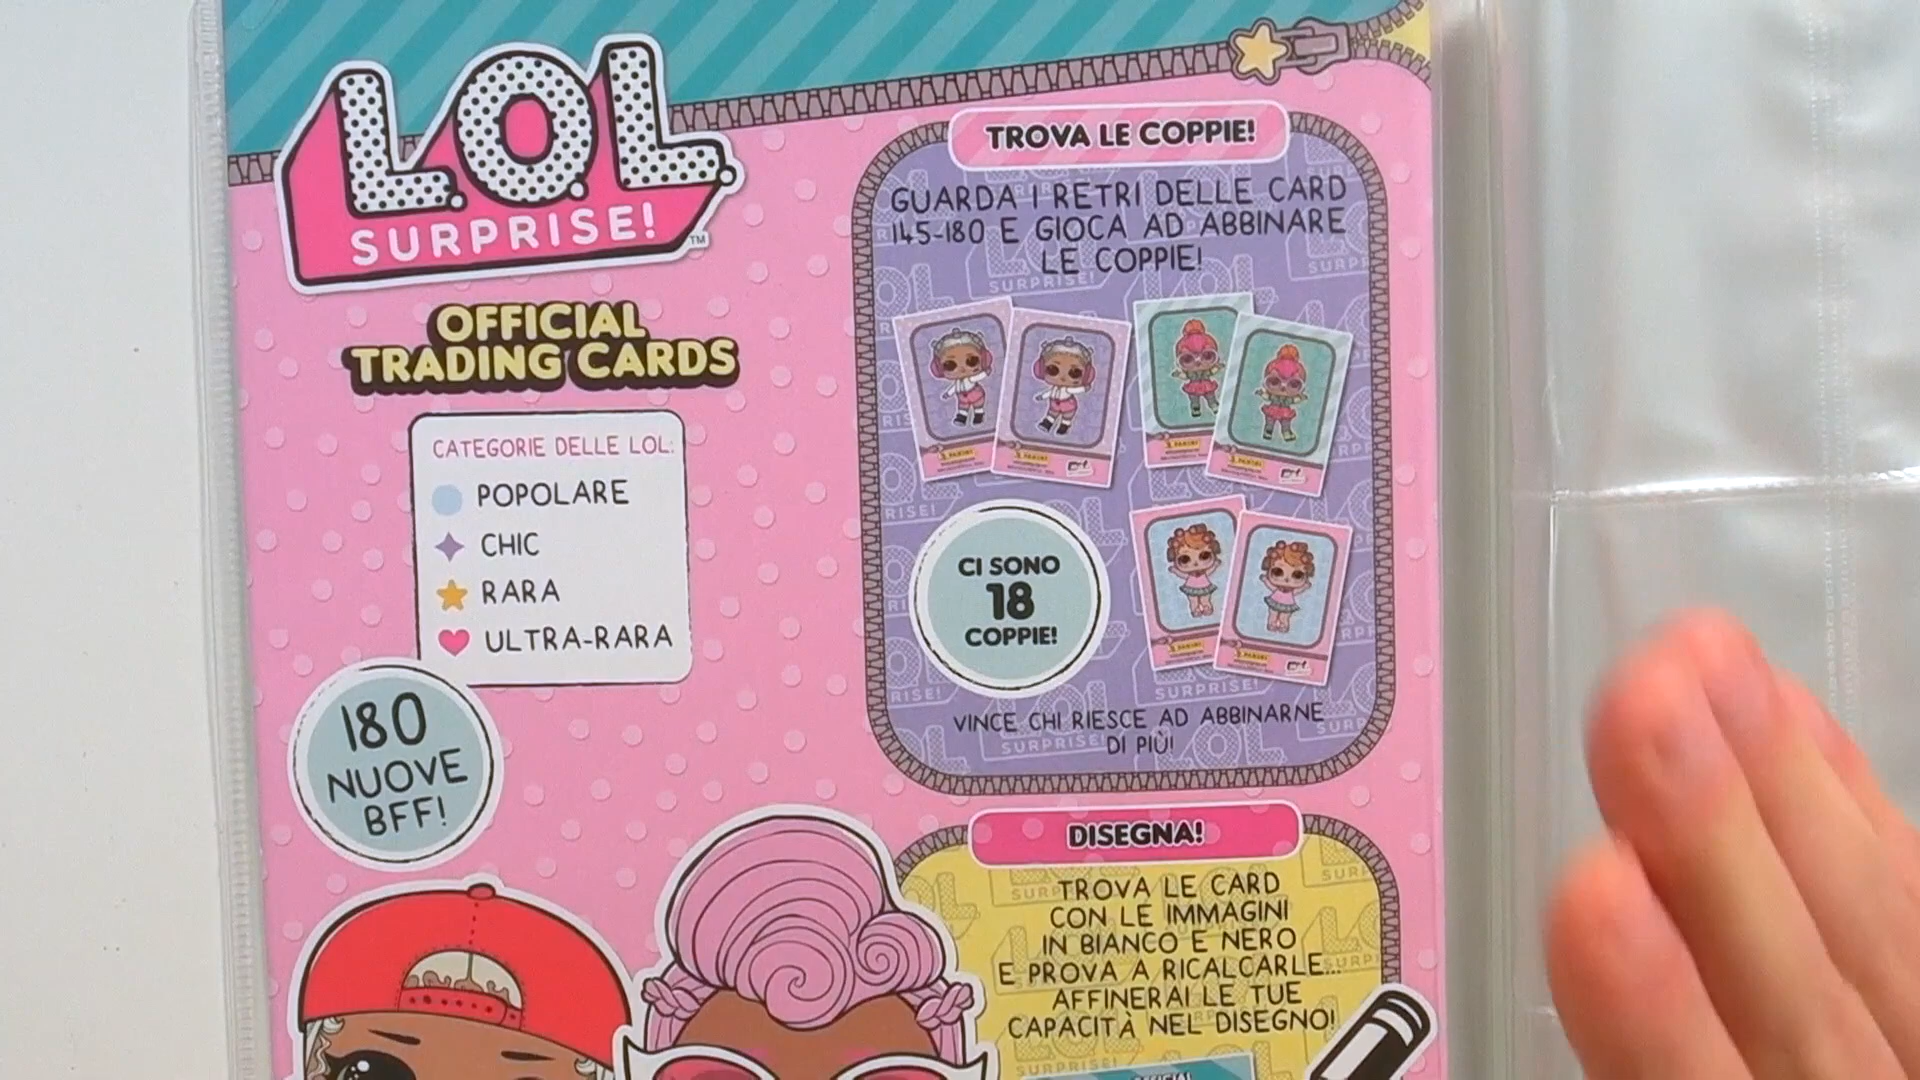 L.O.L.
SURPRISE!™
OFFICIAL
TRADING CARDS
CATEGORIE DELLE LOL:
POPOLARE
CHIC
RARA
ULTRA-RARA
180
NUOVE
BFF!
TROVA LE COPPIE!
GUARDA I RETRI DELLE CARD
145-180 E GIOCA AD ABBINARE
LE COPPIE!
CI SONO
18
COPPIE!
VINCE CHI RIESCE AD ABBINARNE
DI PIÙ!
DISEGNA!
TROVA LE CARD
CON LE IMMAGINI
IN BIANCO E NERO
E PROVA A RICALCARLE...
AFFINERAI LE TUE
CAPACITÀ NEL DISEGNO!
OFFICIAL